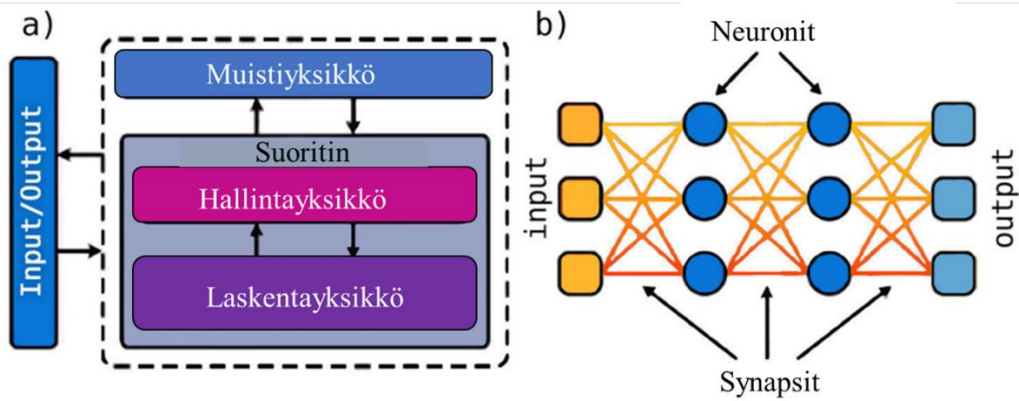 a)
Input/Output
Muistiyksikkö
Suoritin
Hallintayksikkö
Laskentayksikkö
b)
Neuronit
input
output
Synapsit